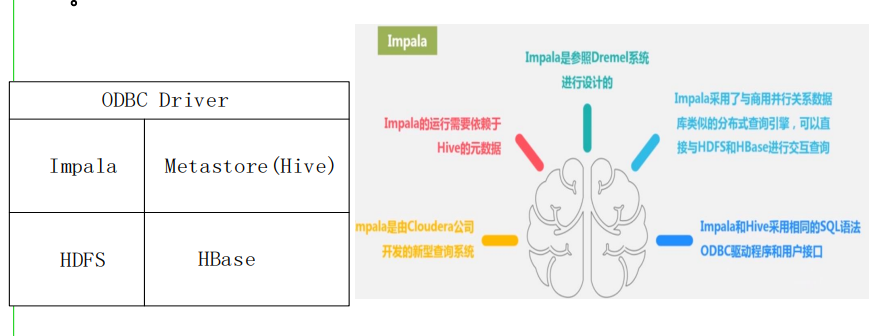 。
ODBC Driver
Impala
Metastore(Hive)
HDFS
HBase
Impala
Impala是参照Dremel系统
进行设计的
Impala的运行需要依赖于
Hive的元数据
Impala采用了与商用并行关系数据
库类似的分布式查询引擎，可以直
接与HDFS和HBase进行交互查询
mpala是由Cloudera公司
开发的新型查询系统
Impala和Hive采用相同的SQL语法
ODBC驱动程序和用户接口